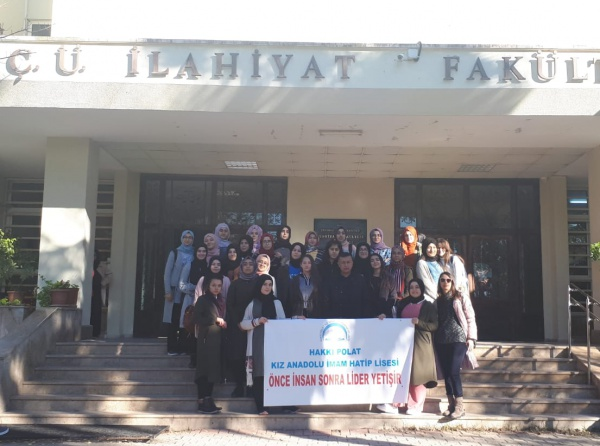 Ç.Ü. İLAHİYAT FAKÜLT
HAKKI POLAT
KIZ ANADOLU İMAM HATİP LİSESİ
ÖNCE İNSAN SONRA LİDER YETİŞİR